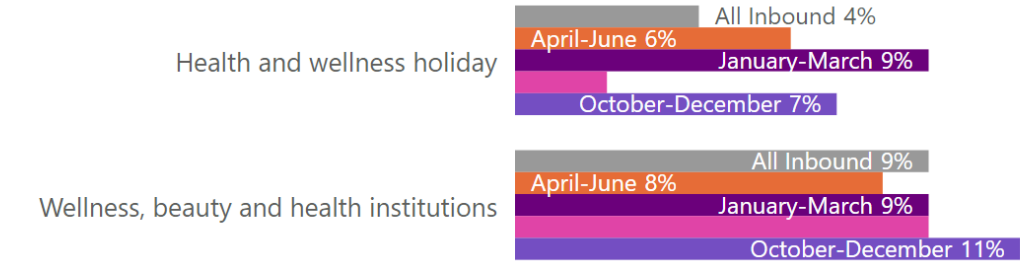 All Inbound 4%
April-June 6%
Health and wellness holiday
January-March 9%
October-December 7%
All Inbound 9%
April-June 8%
Wellness, beauty and health institutions
January-March 9%
October-December 11%